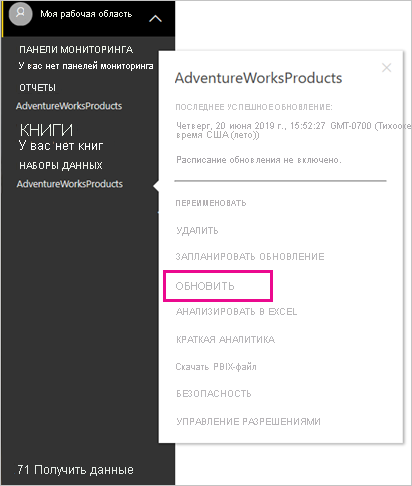 Моя рабочая область
ПАНЕЛИ МОНИТОРИНГА
У вас нет панелей мониторинга
ОТЧЕТЫ
AdventureWorksProducts
КНИГИ
У вас нет книг
НАБОРЫ ДАННЫХ
AdventureWorksProducts
71 Получить данные
AdventureWorksProducts
ПОСЛЕДНЕЕ УСПЕШНОЕ ОБНОВЛЕНИЕ:
Четверг, 20 июня 2019 г., 15:52:27 GMT-0700 (Тихооке
время США (лето))
Расписание обновления не включено.
ПЕРЕИМЕНОВАТЬ
УДАЛИТЬ
ЗАПЛАНИРОВАТЬ ОБНОВЛЕНИЕ
ОБНОВИТЬ
АНАЛИЗИРОВАТЬ В EXCEL
КРАТКАЯ АНАЛИТИКА
Скачать PBIX-файл
БЕЗОПАСНОСТЬ
УПРАВЛЕНИЕ РАЗРЕШЕНИЯМИ